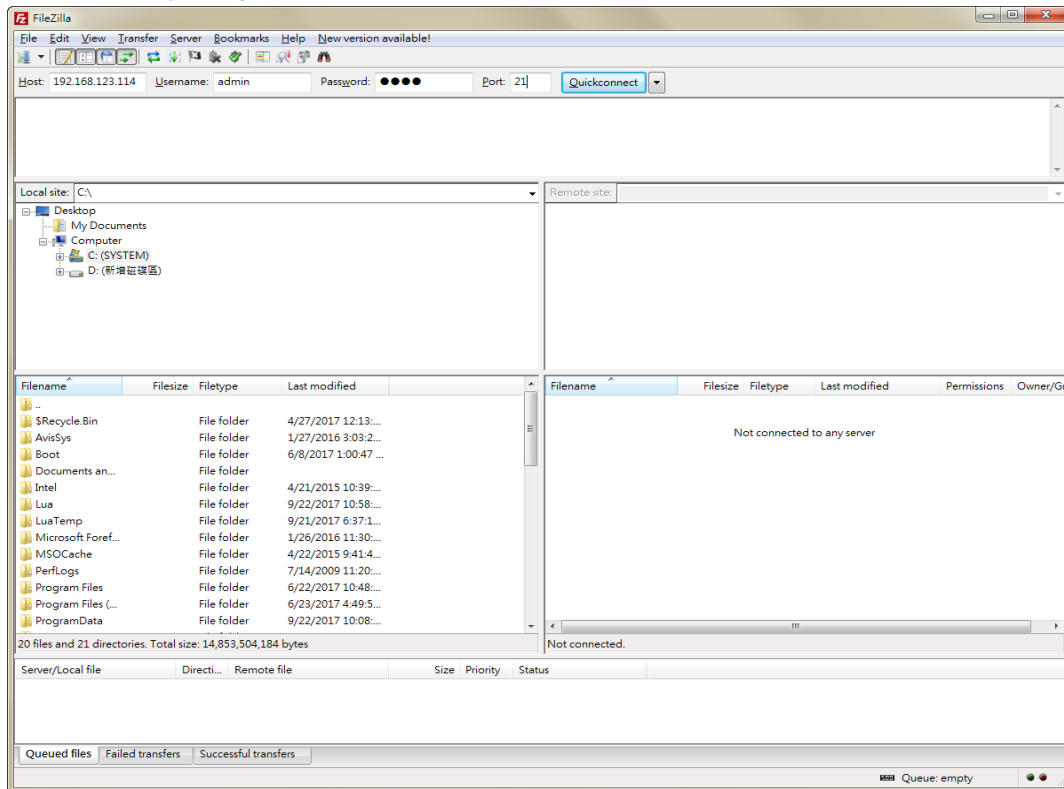 FileZilla
File Edit View Transfer Server Bookmarks Help New version available!
Host: 192.168.123.114 Username: admin Password: ●●●● Port: 21 Quickconnect
Local site: C:\
Remote site:
Desktop
My Documents
Computer
C: (SYSTEM)
D: (新增磁碟區)
Filename Filesize Filetype Last modified
..
$Recycle.Bin File folder 4/27/2017 12:13:...
AvisSys File folder 1/27/2016 3:03:2...
Boot File folder 6/8/2017 1:00:47 ...
Documents an... File folder
Intel File folder 4/21/2015 10:39:...
Lua File folder 9/22/2017 10:58:...
LuaTemp File folder 9/21/2017 6:37:1...
Microsoft Foref... File folder 1/26/2016 11:30:...
MSOCache File folder 4/22/2015 9:41:4...
PerfLogs File folder 7/14/2009 11:20:...
Program Files File folder 6/22/2017 10:48:...
Program Files (... File folder 6/23/2017 4:49:5...
ProgramData File folder 9/22/2017 10:08:...
20 files and 21 directories. Total size: 14,853,504,184 bytes
Filename Filesize Filetype Last modified Permissions Owner/G
Not connected to any server
Not connected.
Server/Local file Directi... Remote file Size Priority Status
Queued files Failed transfers Successful transfers
Queue: empty